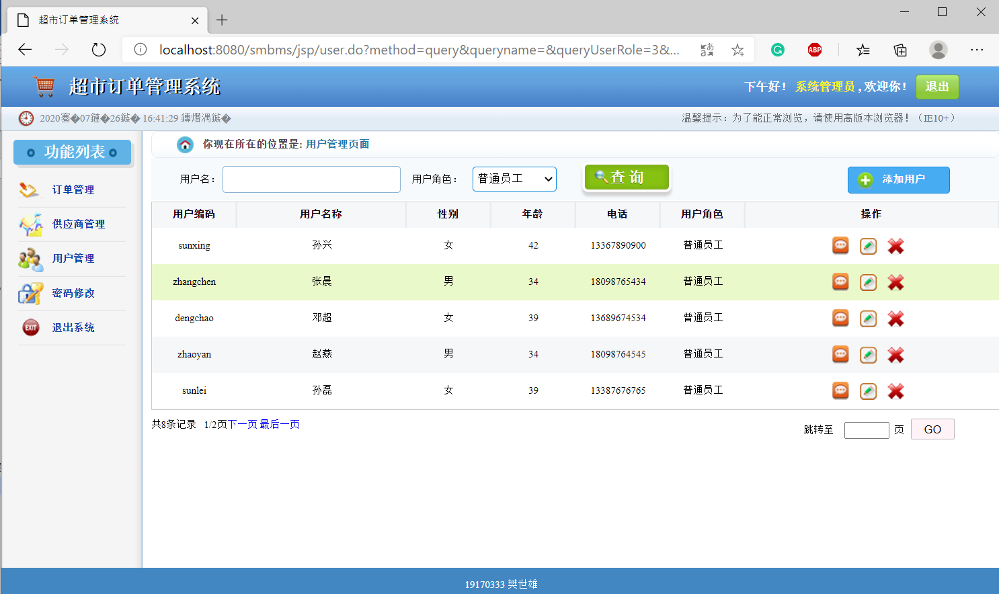 超市订单管理系统
localhost:8080/smbms/jsp/user.do?method=query&queryname=&queryUserRole=3&...
ABP
超市订单管理系统
下午好！ 系统管理员 , 欢迎你！ 退出
2020骞�07鏈�26鏃� 16:41:29
温馨提示：为了能正常浏览，请使用高版本浏览器！（IE10+）
功能列表
订单管理
供应商管理
用户管理
密码修改
EXIT 退出系统
你现在所在的位置是: 用户管理页面
用户名： 用户角色： 普通员工 查 询 添加用户
用户编码 用户名称 性别 年龄 电话 用户角色 操作
sunxing 孙兴 女 42 13367890900 普通员工
zhangchen 张晨 男 34 18098765434 普通员工
dengchao 邓超 女 39 13689674534 普通员工
zhaoyan 赵燕 男 34 18098764545 普通员工
sunlei 孙磊 女 39 13387676765 普通员工
共8条记录 1/2页下一页 最后一页
跳转至 页 GO
19170333 樊世雄